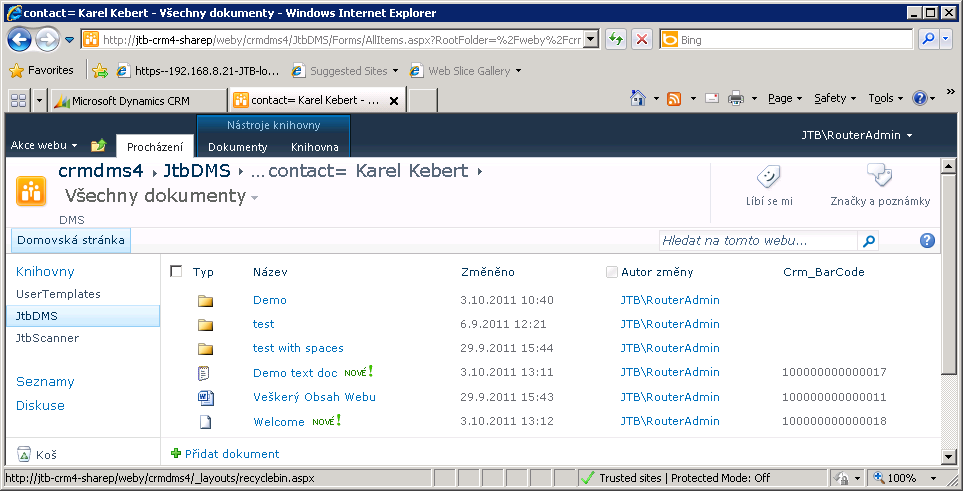 contact= Karel Kebert - Všechny dokumenty - Windows Internet Explorer
http://jtb-crm4-sharep/weby/crmdms4/JtbDMS/Forms/AllItems.aspx?RootFolder=%2Fweby%2Fcrr
Bing
Favorites https--192.168.8.21-JTB-lo... Suggested Sites Web Slice Gallery
Microsoft Dynamics CRM contact= Karel Kebert - ... Page Safety Tools »
Nástroje knihovny
Akce webu Procházení Dokumenty Knihovna JTB\RouterAdmin
crmdms4 JtbDMS ...contact= Karel Kebert
Všechny dokumenty
Líbí se mi Značky a poznámky
DMS
Domovská stránka Hledat na tomto webu...
Knihovny Typ Název Změněno Autor změny Crm_BarCode
UserTemplates Demo 3.10.2011 10:40 JTB\RouterAdmin
JtbDMS test 6.9.2011 12:21 JTB\RouterAdmin
JtbScanner test with spaces 29.9.2011 15:44 JTB\RouterAdmin
Demo text doc NOVÉ! 3.10.2011 13:11 JTB\RouterAdmin 100000000000017
Seznamy Veškerý Obsah Webu 29.9.2011 15:43 JTB\RouterAdmin 100000000000011
Diskuse Welcome NOVÉ! 3.10.2011 13:12 JTB\RouterAdmin 100000000000018
Koš Přidat dokument
http://jtb-crm4-sharep/weby/crmdms4/_layouts/recyclebin.aspx Trusted sites | Protected Mode: Off 100%